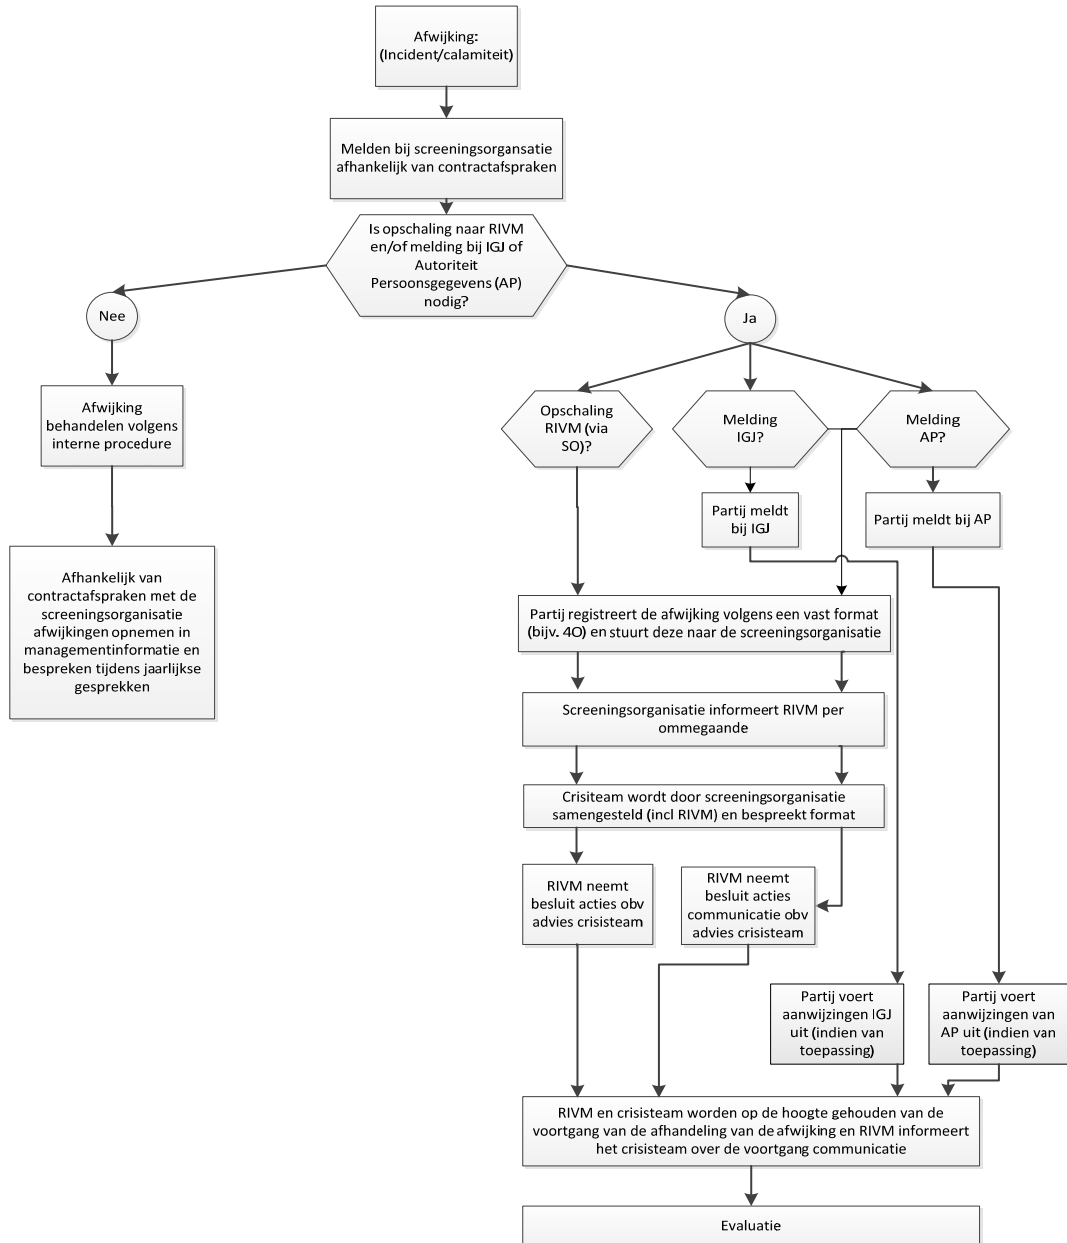 Afwijking:
(Incident/calamiteit)
Melden bij screeningsorgansatie
afhankelijk van contractafspraken
Is opschaling naar RIVM
en/of melding bij IGJ of
Autoriteit
Persoonsgegevens (AP)
nodig?
Nee
Ja
Afwijking
behandelen volgens
interne procedure
Opschaling
RIVM (via
SO)?
Melding
IGJ?
Melding
AP?
Partij meldt
bij IGJ
Partij meldt bij AP
Afhankelijk van
contractafspraken met de
screeningsorganisatie
afwijkingen opnemen in
managementinformatie en
bespreken tijdens jaarlijkse
gesprekken
Partij registreert de afwijking volgens een vast format
(bijv. 4O) en stuurt deze naar de screeningsorganisatie
Screeningsorganisatie informeert RIVM per
ommegaande
Crisiteam wordt door screeningsorganisatie
samengesteld (incl RIVM) en bespreekt format
RIVM neemt
besluit acties obv
advies crisisteam
RIVM neemt
besluit acties
communicatie obv
advies crisisteam
Partij voert
aanwijzingen IGJ
uit (indien van
toepassing)
Partij voert
aanwijzingen van
AP uit (indien van
toepassing)
RIVM en crisisteam worden op de hoogte gehouden van de
voortgang van de afhandeling van de afwijking en RIVM informeert
het crisisteam over de voortgang communicatie
Evaluatie